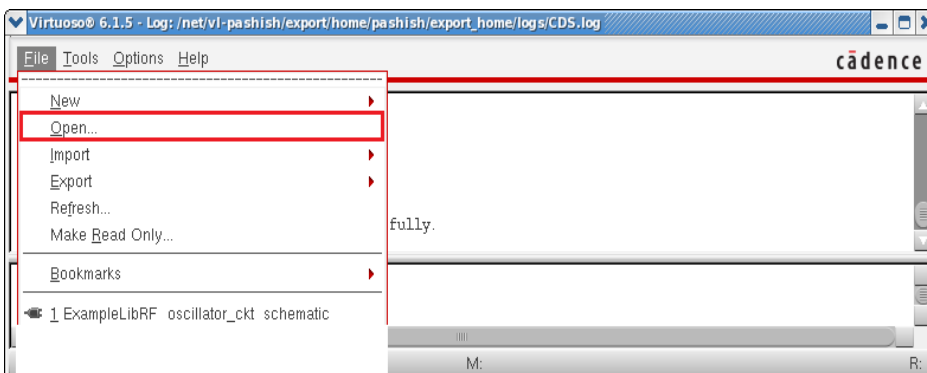 Virtuoso® 6.1.5 - Log: /net/vl-pashish/export/home/pashish/export_home/logs/CDS.log
File Tools Options Help
cādence
New
Open...
Import
Export
Refresh...
fully.
Make Read Only...
Bookmarks
1 ExampleLibRF oscillator_ckt schematic
M:
R: